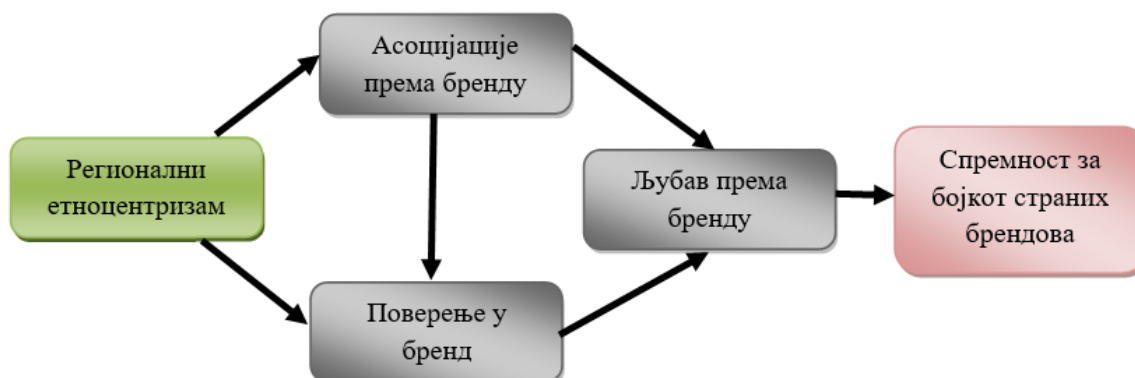 Асоцијације
према бренду
Регионални
етноцентризам
Љубав према
бренду
Спремност за
бојкот страних
брендова
Поверење у
бренд